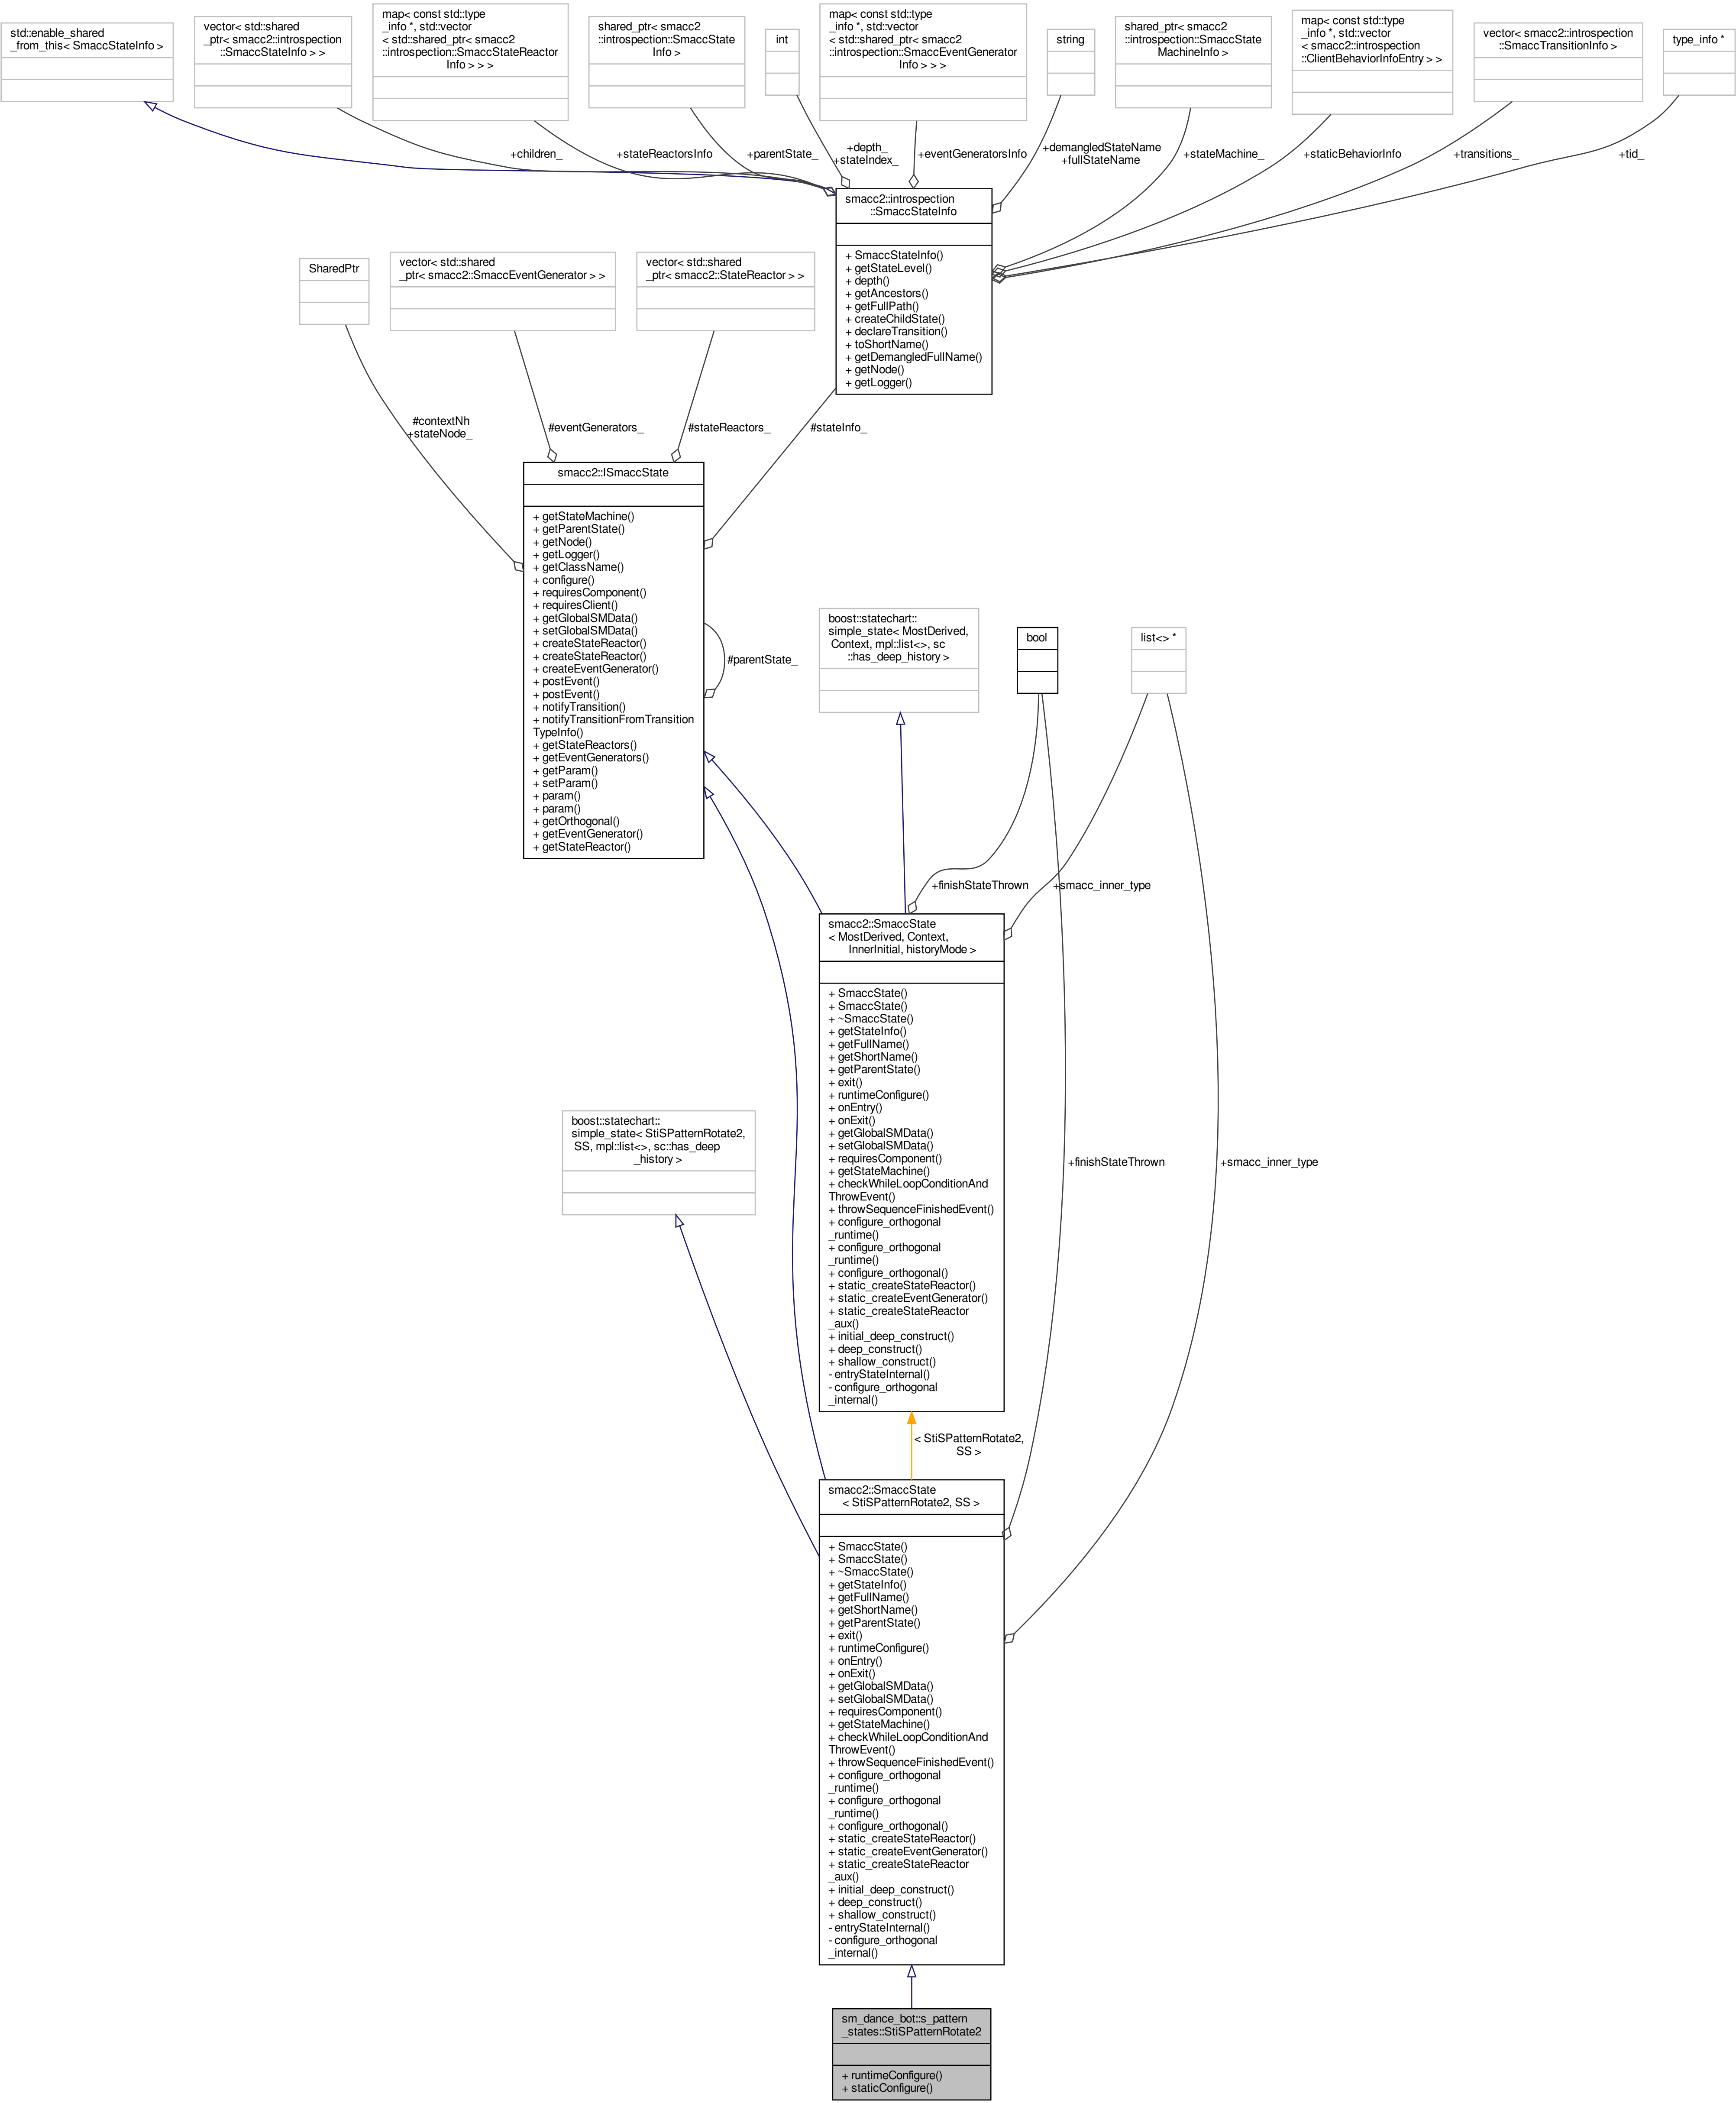 std::enable_shared
_from_this< SmaccStateInfo >
vector< std::shared
_ptr< smacc2::introspection
::SmaccStateInfo > >
map< const std::type
_info *, std::vector
< std::shared_ptr< smacc2
::introspection::SmaccStateReactor
Info > > >
shared_ptr< smacc2
::introspection::SmaccState
Info >
int
map< const std::type
_info *, std::vector
< std::shared_ptr< smacc2
::introspection::SmaccEventGenerator
Info > > >
string
shared_ptr< smacc2
::introspection::SmaccState
MachineInfo >
map< const std::type
_info *, std::vector
< smacc2::introspection
::ClientBehaviorInfoEntry > >
vector< smacc2::introspection
::SmaccTransitionInfo >
type_info *
+children_
+stateReactorsInfo
+parentState_
+depth_
+stateIndex_
+eventGeneratorsInfo
+demangledStateName
+fullStateName
+stateMachine_
+staticBehaviorInfo
+transitions_
+tid_
smacc2::introspection
::SmaccStateInfo
+ SmaccStateInfo()
+ getStateLevel()
+ depth()
+ getAncestors()
+ getFullPath()
+ createChildState()
+ declareTransition()
+ toShortName()
+ getDemangledFullName()
+ getNode()
+ getLogger()
SharedPtr
vector< std::shared
_ptr< smacc2::SmaccEventGenerator > >
vector< std::shared
_ptr< smacc2::StateReactor > >
#contextNh
+stateNode_
#eventGenerators_
#stateReactors_
#stateInfo_
smacc2::ISmaccState
+ getStateMachine()
+ getParentState()
+ getNode()
+ getLogger()
+ getClassName()
+ configure()
+ requiresComponent()
+ requiresClient()
+ getGlobalSMData()
+ setGlobalSMData()
+ createStateReactor()
+ createStateReactor()
+ createEventGenerator()
+ postEvent()
+ postEvent()
+ notifyTransition()
+ notifyTransitionFromTransition
TypeInfo()
+ getStateReactors()
+ getEventGenerators()
+ getParam()
+ setParam()
+ param()
+ param()
+ getOrthogonal()
+ getEventGenerator()
+ getStateReactor()
#parentState_
boost::statechart::
simple_state< MostDerived,
Context, mpl::list<>, sc
::has_deep_history >
bool
list<> *
+finishStateThrown
+smacc_inner_type
smacc2::SmaccState
< MostDerived, Context,
InnerInitial, historyMode >
+ SmaccState()
+ SmaccState()
+ ~SmaccState()
+ getStateInfo()
+ getFullName()
+ getShortName()
+ getParentState()
+ exit()
+ runtimeConfigure()
+ onEntry()
+ onExit()
+ getGlobalSMData()
+ setGlobalSMData()
+ requiresComponent()
+ getStateMachine()
+ checkWhileLoopConditionAnd
ThrowEvent()
+ throwSequenceFinishedEvent()
+ configure_orthogonal
_runtime()
+ configure_orthogonal
_runtime()
+ configure_orthogonal()
+ static_createStateReactor()
+ static_createEventGenerator()
+ static_createStateReactor
_aux()
+ initial_deep_construct()
+ deep_construct()
+ shallow_construct()
- entryStateInternal()
- configure_orthogonal
_internal()
boost::statechart::
simple_state< StiSPatternRotate2,
SS, mpl::list<>, sc::has_deep
_history >
+finishStateThrown
+smacc_inner_type
< StiSPatternRotate2,
SS >
smacc2::SmaccState
< StiSPatternRotate2, SS >
+ SmaccState()
+ SmaccState()
+ ~SmaccState()
+ getStateInfo()
+ getFullName()
+ getShortName()
+ getParentState()
+ exit()
+ runtimeConfigure()
+ onEntry()
+ onExit()
+ getGlobalSMData()
+ setGlobalSMData()
+ requiresComponent()
+ getStateMachine()
+ checkWhileLoopConditionAnd
ThrowEvent()
+ throwSequenceFinishedEvent()
+ configure_orthogonal
_runtime()
+ configure_orthogonal
_runtime()
+ configure_orthogonal()
+ static_createStateReactor()
+ static_createEventGenerator()
+ static_createStateReactor
_aux()
+ initial_deep_construct()
+ deep_construct()
+ shallow_construct()
- entryStateInternal()
- configure_orthogonal
_internal()
sm_dance_bot::s_pattern
_states::StiSPatternRotate2
+ runtimeConfigure()
+ staticConfigure()